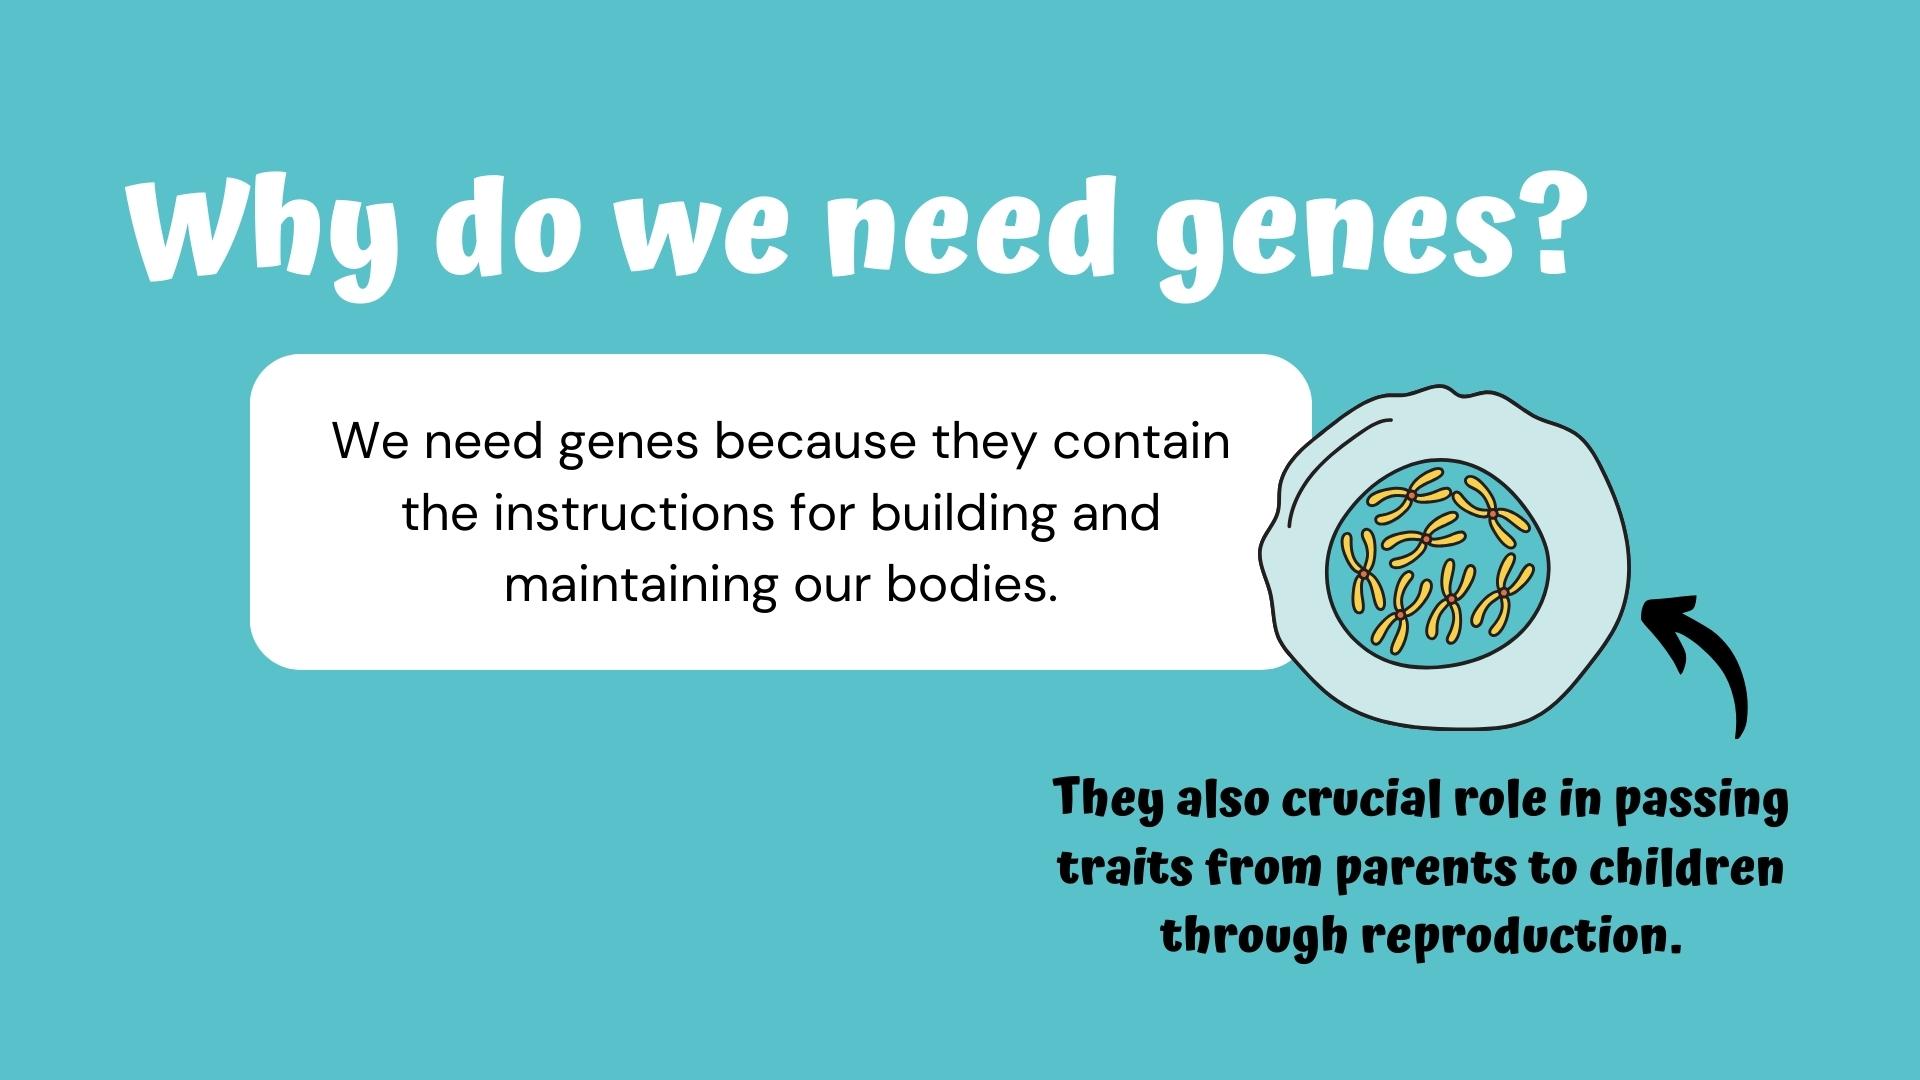 Why do we need genes?
We need genes because they contain
the instructions for building and
maintaining our bodies.
They also crucial role in passing
traits from parents to children
through reproduction.